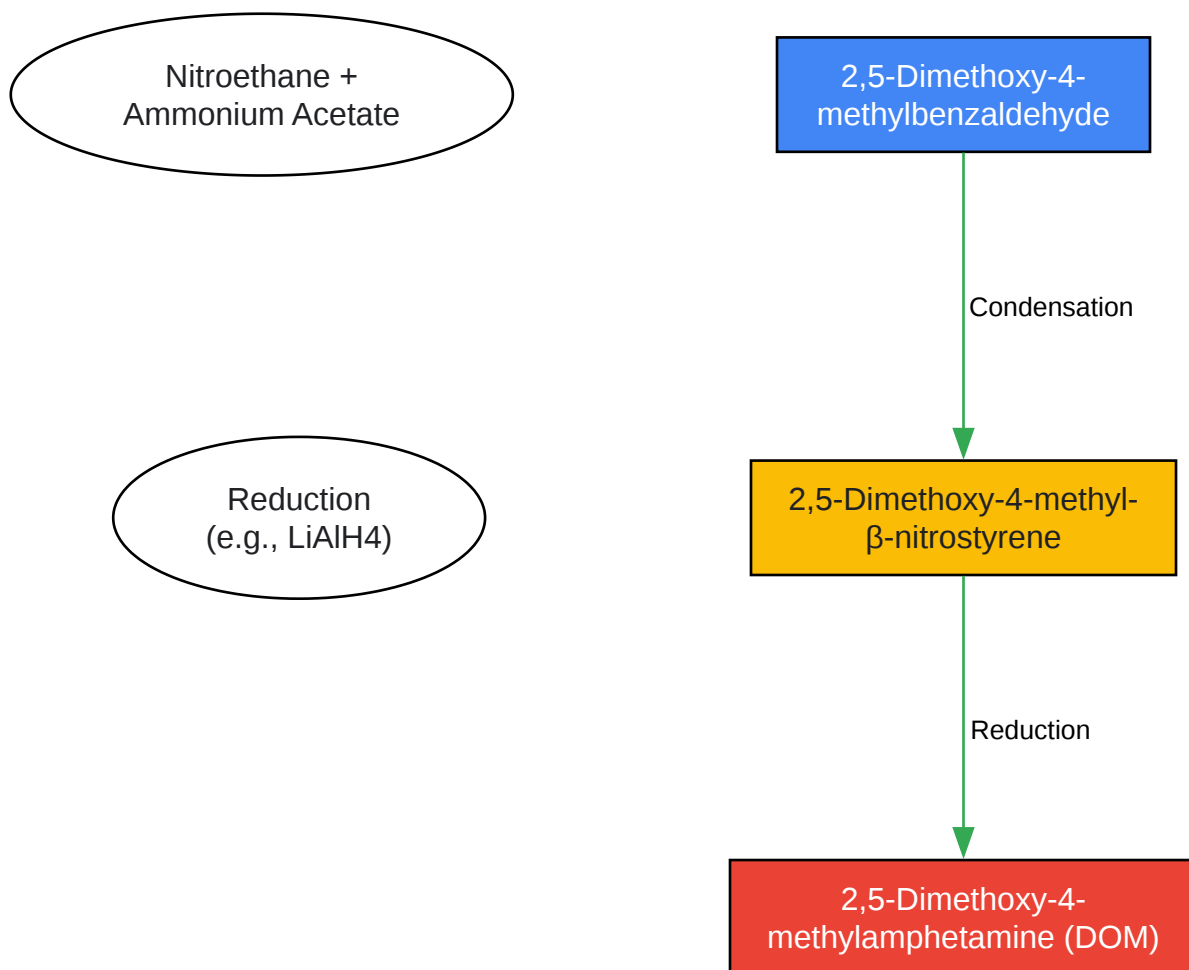 Nitroethane +
Ammonium Acetate
2,5-Dimethoxy-4-
methylbenzaldehyde
Condensation
Reduction
(e.g., LiAlH4)
2,5-Dimethoxy-4-methyl-
β-nitrostyrene
Reduction
2,5-Dimethoxy-4-
methylamphetamine (DOM)